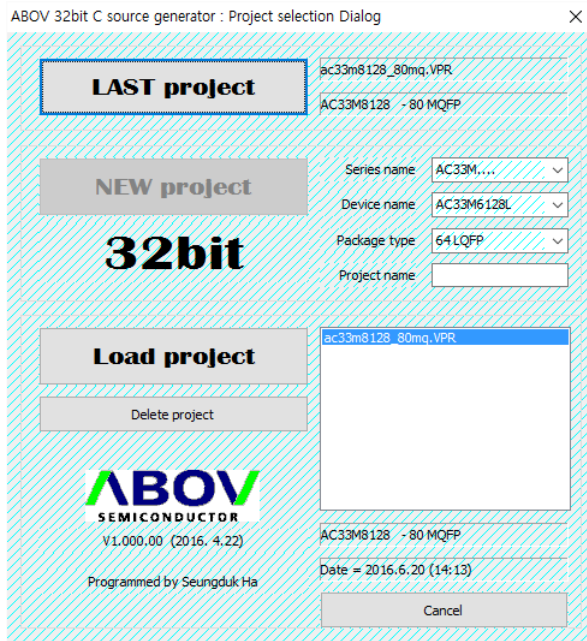 ABOV 32bit C source generator : Project selection Dialog
LAST project
ac33m8128_80mq.VPR
AC33M8128 - 80 MQFP
NEW project
32bit
Series name AC33M....
Device name AC33M6128L
Package type 64 LQFP
Project name
Load project
Delete project
ac33m8128_80mq.VPR
ABOV
SEMICONDUCTOR
V1.000.00 (2016. 4.22)
Programmed by Seungduk Ha
AC33M8128 - 80 MQFP
Date = 2016.6.20 (14:13)
Cancel